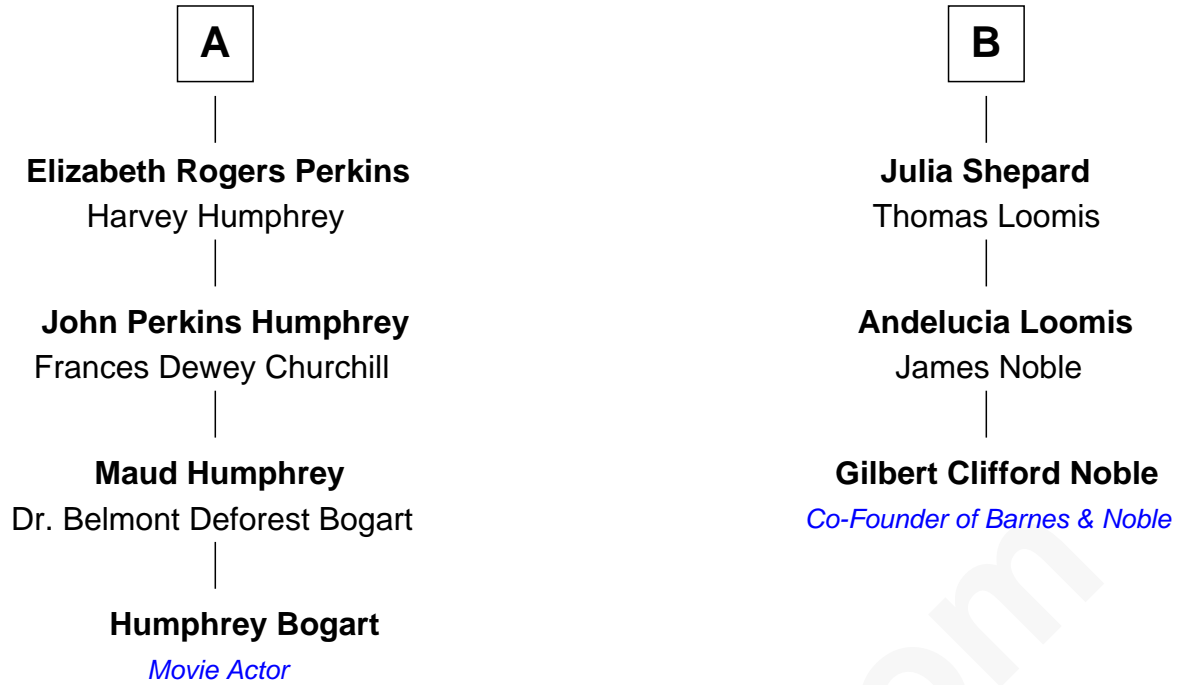 A
Elizabeth Rogers Perkins
Harvey Humphrey
John Perkins Humphrey
Frances Dewey Churchill
Maud Humphrey
Dr. Belmont Deforest Bogart
Humphrey Bogart
Movie Actor
B
Julia Shepard
Thomas Loomis
Andelucia Loomis
James Noble
Gilbert Clifford Noble
Co-Founder of Barnes & Noble
om